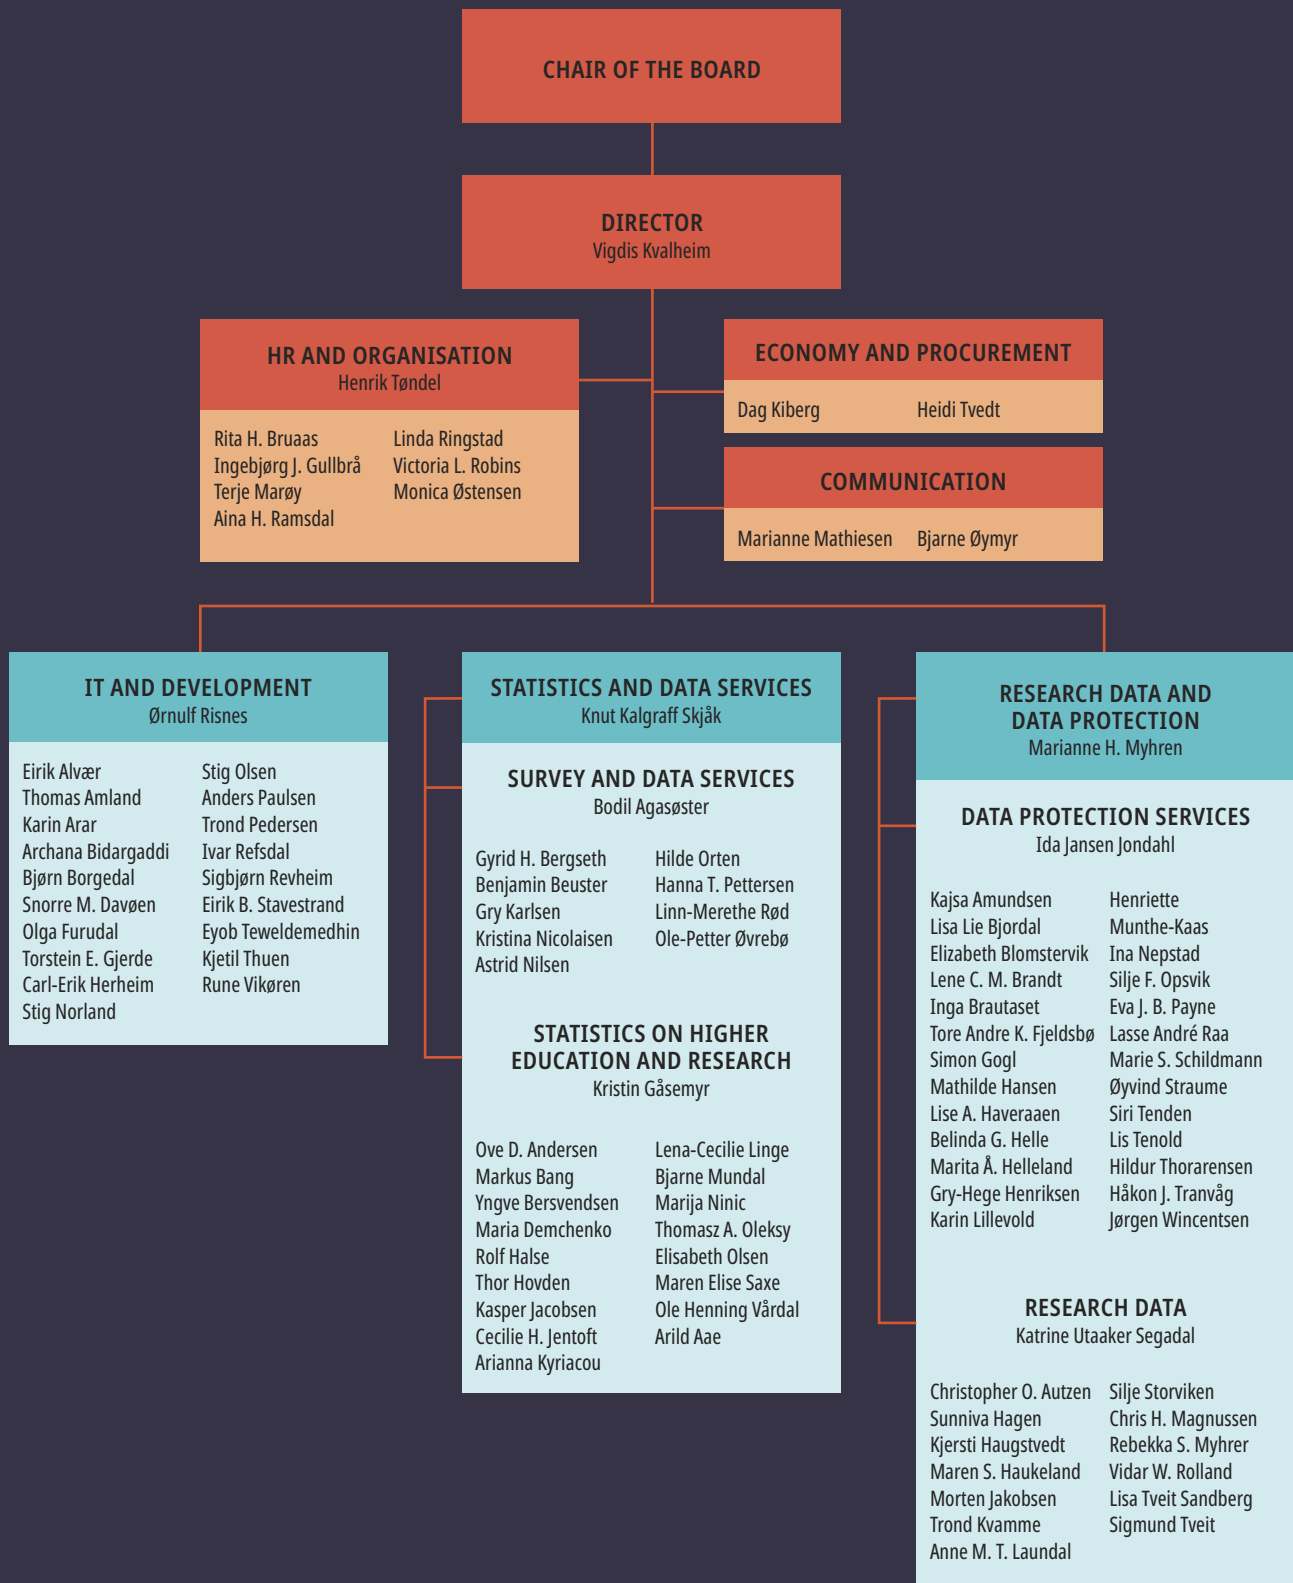 CHAIR OF THE BOARD
DIRECTOR
Vigdis Kvalheim
HR AND ORGANISATION
Henrik Tøndel
Rita H. Bruaas
Ingebjørg J. Gullbrå
Terje Marøy
Aina H. Ramsdal
Linda Ringstad
Victoria L. Robins
Monica Østensen
ECONOMY AND PROCUREMENT
Dag Kiberg
Heidi Tvedt
COMMUNICATION
Marianne Mathiesen
Bjarne Øymyr
IT AND DEVELOPMENT
Ørnulf Risnes
Eirik Alvær
Thomas Amland
Karin Arar
Archana Bidargaddi
Bjørn Borgedal
Snorre M. Davøen
Olga Furudal
Torstein E. Gjerde
Carl-Erik Herheim
Stig Norland
Stig Olsen
Anders Paulsen
Trond Pedersen
Ivar Refsdal
Sigbjørn Revheim
Eirik B. Stavestrand
Eyob Teweldemedhin
Kjetil Thuen
Rune Vikøren
STATISTICS AND DATA SERVICES
Knut Kalgraff Skjåk
SURVEY AND DATA SERVICES
Bodil Agasøster
Gyrid H. Bergseth
Benjamin Beuster
Gry Karlsen
Kristina Nicolaisen
Astrid Nilsen
Hilde Orten
Hanna T. Pettersen
Linn-Merethe Rød
Ole-Petter Øvrebø
STATISTICS ON HIGHER
EDUCATION AND RESEARCH
Kristin Gåsemyr
Ove D. Andersen
Markus Bang
Yngve Bersvendsen
Maria Demchenko
Rolf Halse
Thor Hovden
Kasper Jacobsen
Cecilie H. Jentoft
Arianna Kyriacou
Lena-Cecilie Linge
Bjarne Mundal
Marija Ninic
Thomasz A. Oleksy
Elisabeth Olsen
Maren Elise Saxe
Ole Henning Vårdal
Arild Aae
RESEARCH DATA AND
DATA PROTECTION
Marianne H. Myhren
DATA PROTECTION SERVICES
Ida Jansen Jondahl
Kajsa Amundsen
Lisa Lie Bjordal
Elizabeth Blomstervik
Lene C. M. Brandt
Inga Brautaset
Tore Andre K. Fjeldsbø
Simon Gogl
Mathilde Hansen
Lise A. Haveraaen
Belinda G. Helle
Marita Å. Helleland
Gry-Hege Henriksen
Karin Lillevold
Henriette
Munthe-Kaas
Ina Nepstad
Silje F. Opsvik
Eva J. B. Payne
Lasse André Raa
Marie S. Schildmann
Øyvind Straume
Siri Tenden
Lis Tenold
Hildur Thorarensen
Håkon J. Tranvåg
Jørgen Wincentsen
RESEARCH DATA
Katrine Utaaker Segadal
Christopher O. Autzen
Sunniva Hagen
Kjersti Haugstvedt
Maren S. Haukeland
Morten Jakobsen
Trond Kvamme
Anne M. T. Laundal
Silje Storviken
Chris H. Magnussen
Rebekka S. Myhrer
Vidar W. Rolland
Lisa Tveit Sandberg
Sigmund Tveit